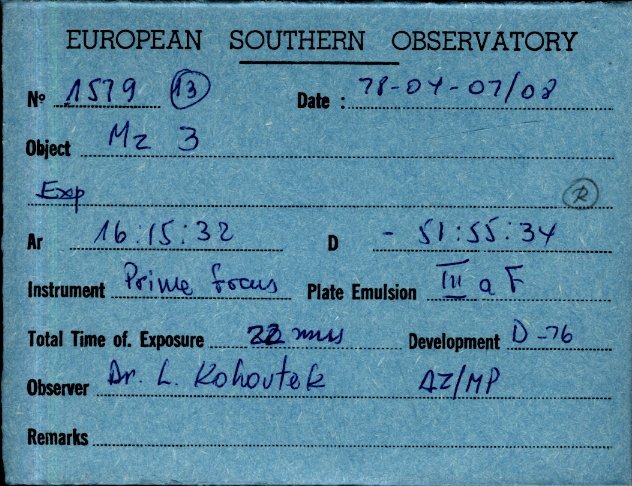 EUROPEAN SOUTHERN OBSERVATORY
Nº 1579 13 Date : 78-04-07/08
Object Mz 3
Exp R
Ar 16:15:32 D - 51:55:34
Instrument Prime focus Plate Emulsion III a F
Total Time of. Exposure 22 mns Development D-76
Observer Dr. L. Kohoutek AZ/MP
Remarks